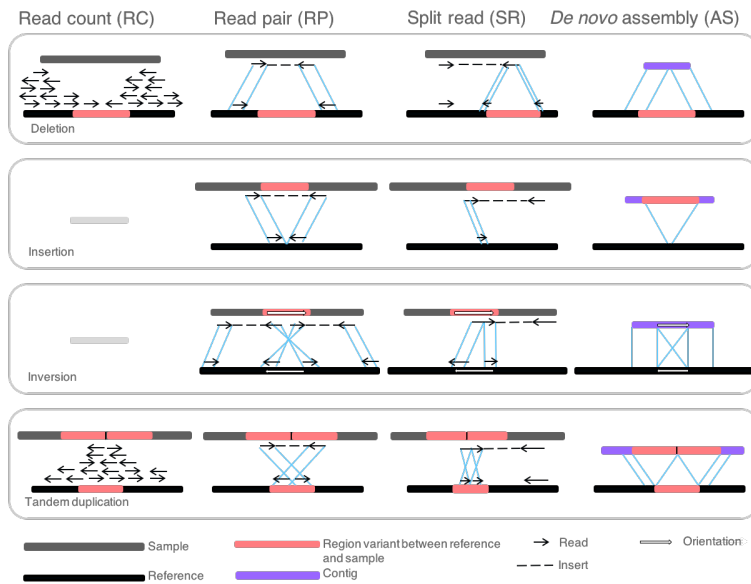 Read count (RC) Read pair (RP) Split read (SR) De novo assembly (AS)
Deletion
Insertion
Inversion
Tandem duplication
Sample
Region variant between reference
and sample
Read
Orientation
Reference
Contig
Insert